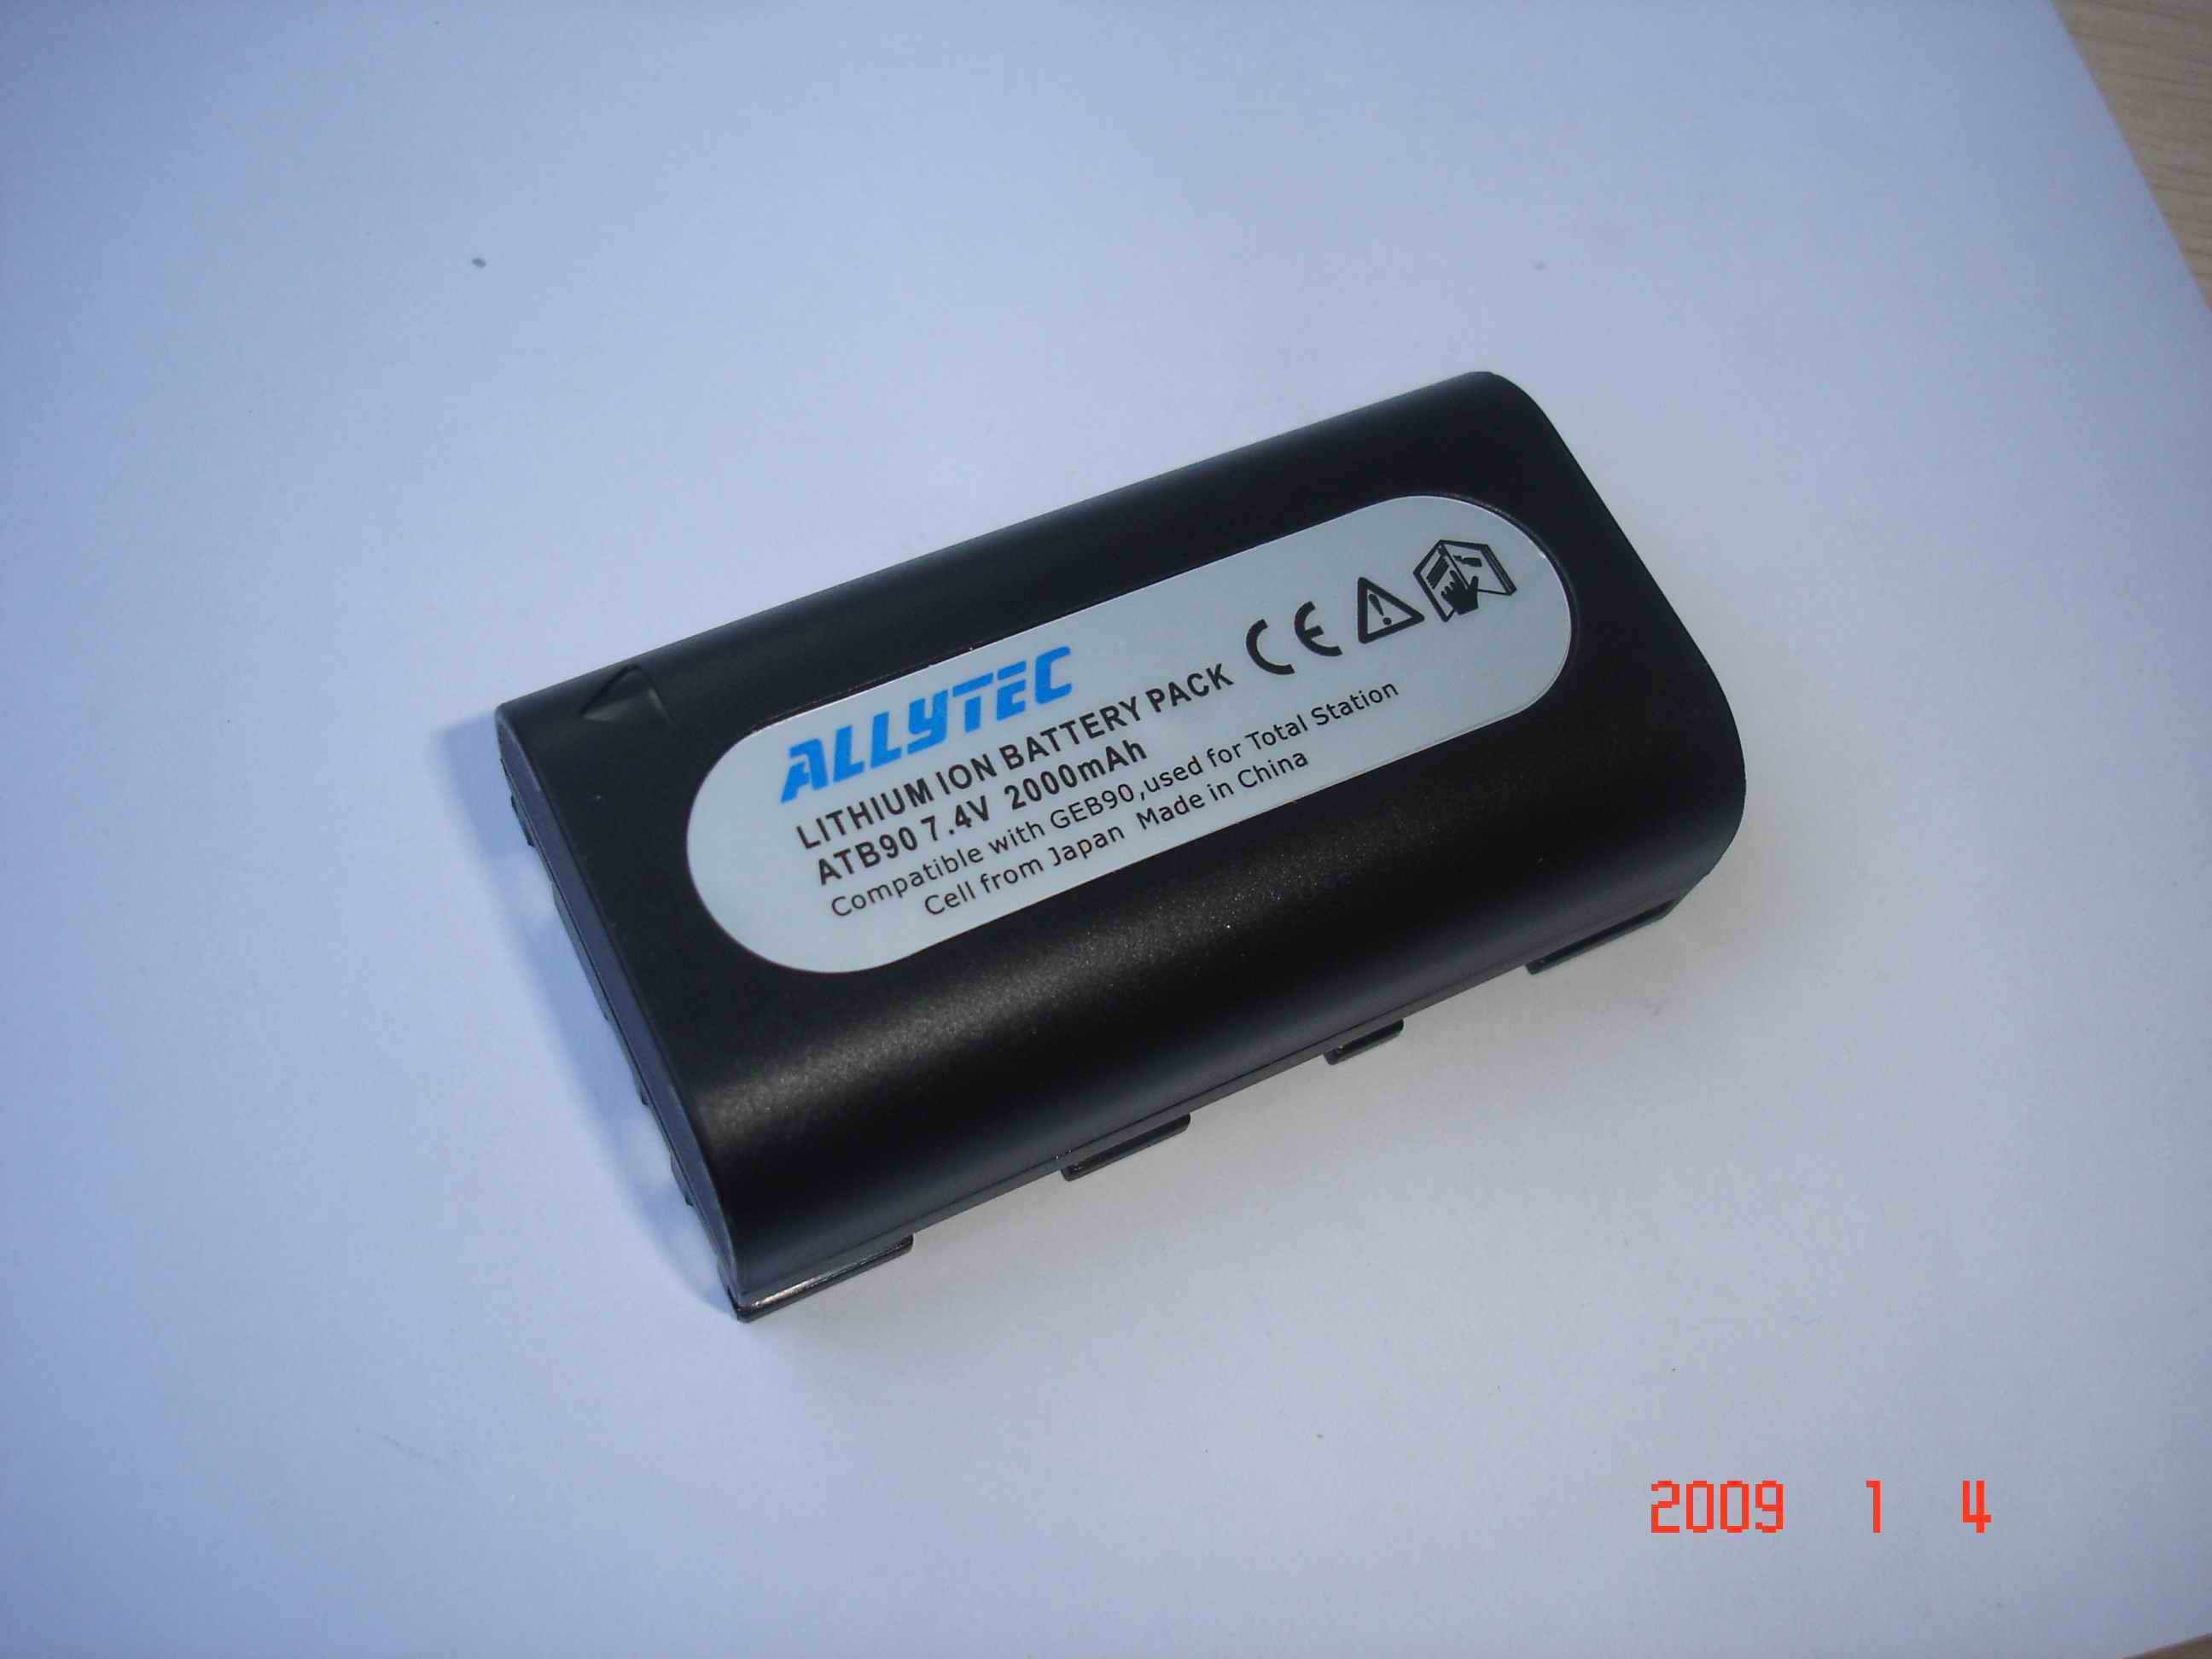 ALLYTEC
LITHIUM ION BATTERY PACK CE
ATB90 7.4V 2000mAh
Compatible with GEB90,used for Total Station
Cell from Japan Made in China
2009 1 4